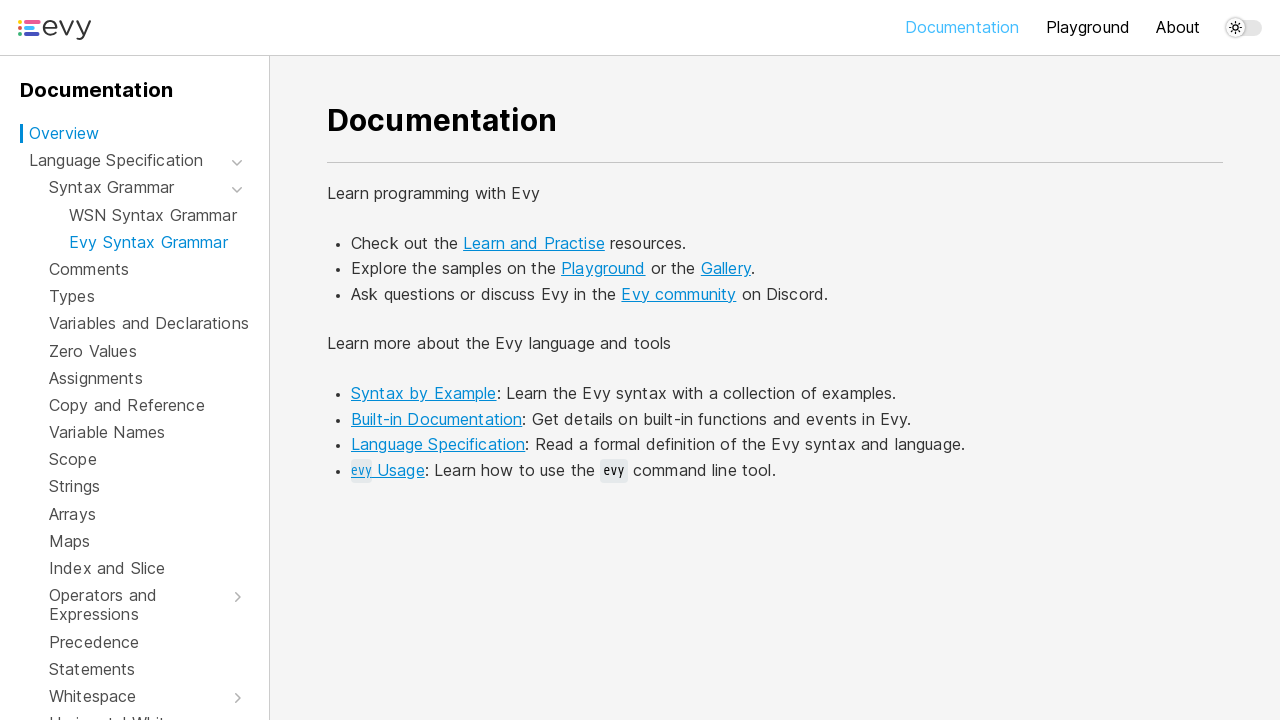 evy
Documentation
Playground
About
Documentation
Overview
Language Specification
Syntax Grammar
WSN Syntax Grammar
Evy Syntax Grammar
Comments
Types
Variables and Declarations
Zero Values
Assignments
Copy and Reference
Variable Names
Scope
Strings
Arrays
Maps
Index and Slice
Operators and
Expressions
Precedence
Statements
Whitespace
Documentation
Learn programming with Evy
• Check out the Learn and Practise resources.
• Explore the samples on the Playground or the Gallery.
• Ask questions or discuss Evy in the Evy community on Discord.
Learn more about the Evy language and tools
• Syntax by Example: Learn the Evy syntax with a collection of examples.
• Built-in Documentation: Get details on built-in functions and events in Evy.
• Language Specification: Read a formal definition of the Evy syntax and language.
• evy Usage: Learn how to use the evy command line tool.